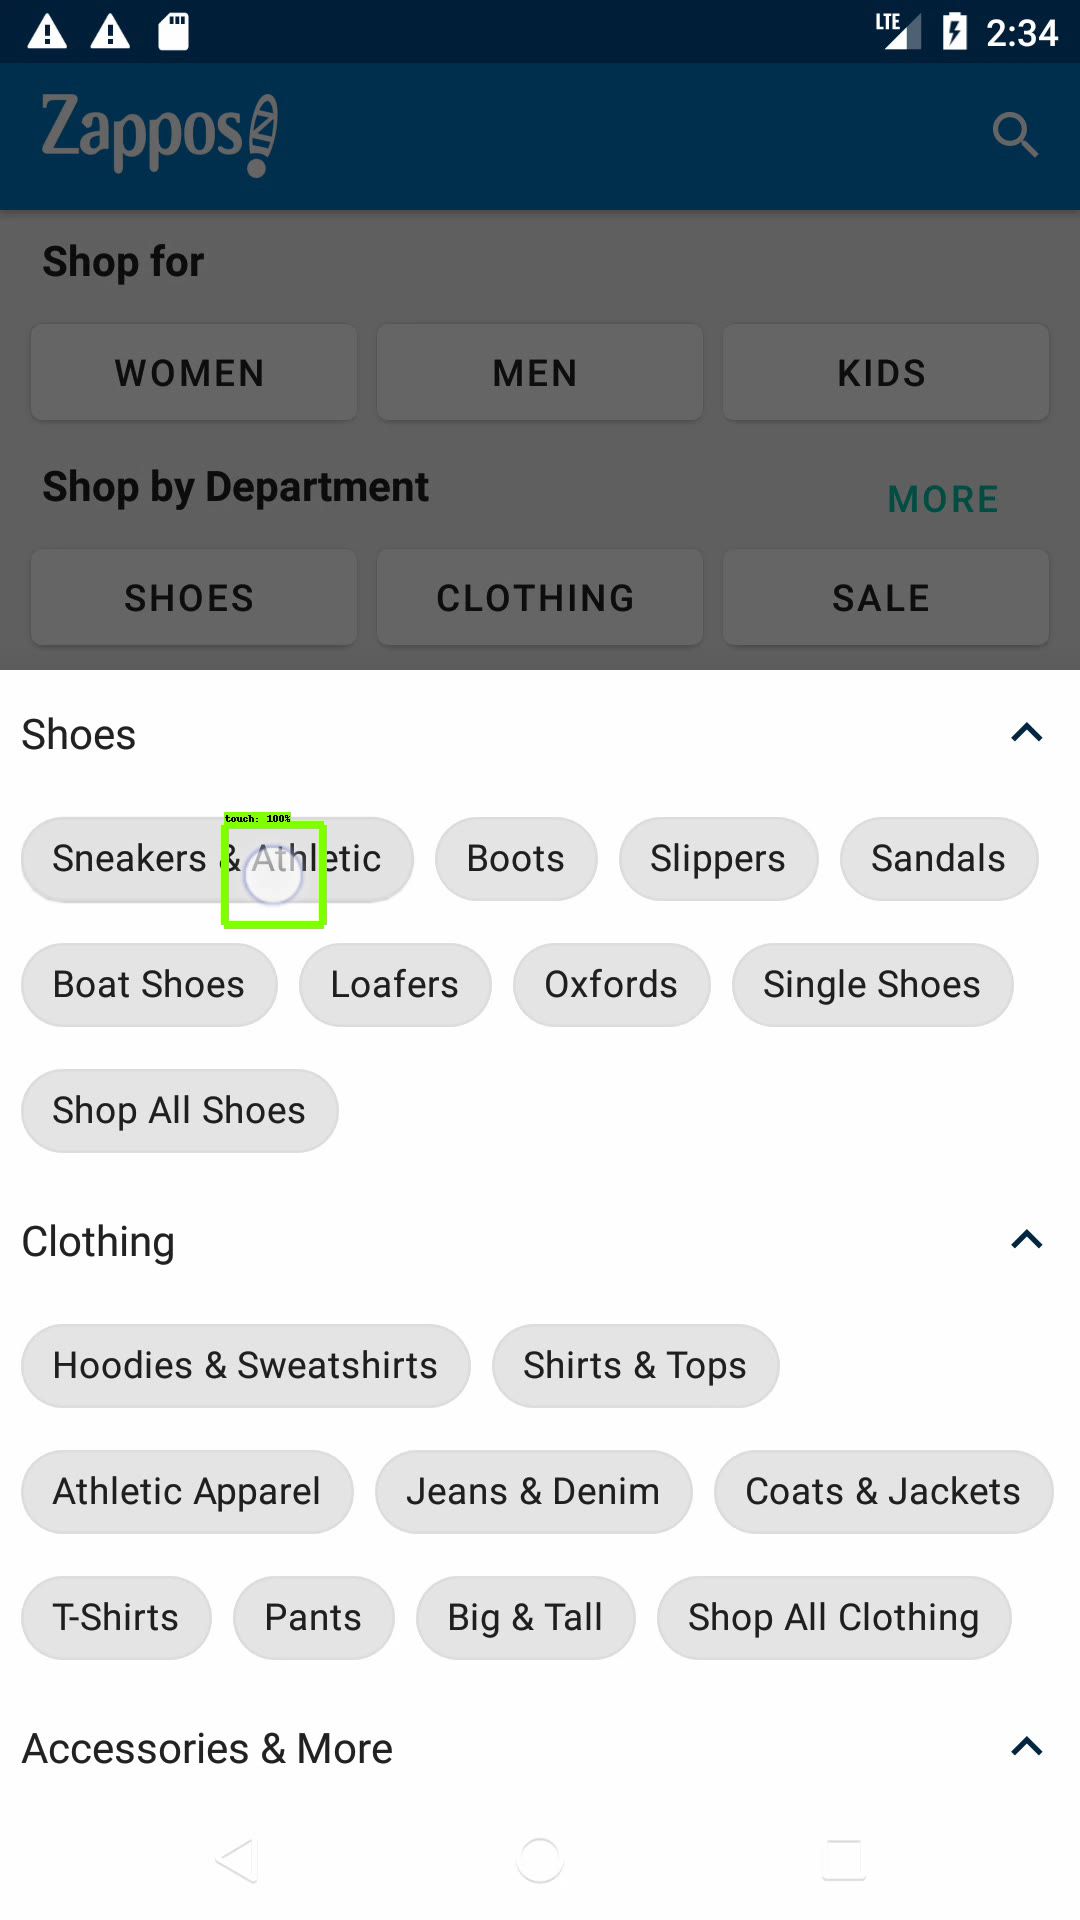 LTE 2:34
Zappos
Shop for
WOMEN MEN KIDS
Shop by Department MORE
SHOES CLOTHING SALE
Shoes
touch: 100%
Sneakers & Athletic Boots Slippers Sandals
Boat Shoes Loafers Oxfords Single Shoes
Shop All Shoes
Clothing
Hoodies & Sweatshirts Shirts & Tops
Athletic Apparel Jeans & Denim Coats & Jackets
T-Shirts Pants Big & Tall Shop All Clothing
Accessories & More